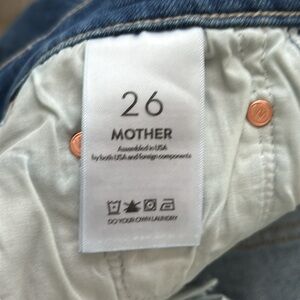 26
MOTHER
Assembled in USA
by both USA and foreign components
DO YOUR OWN LAUNDRY